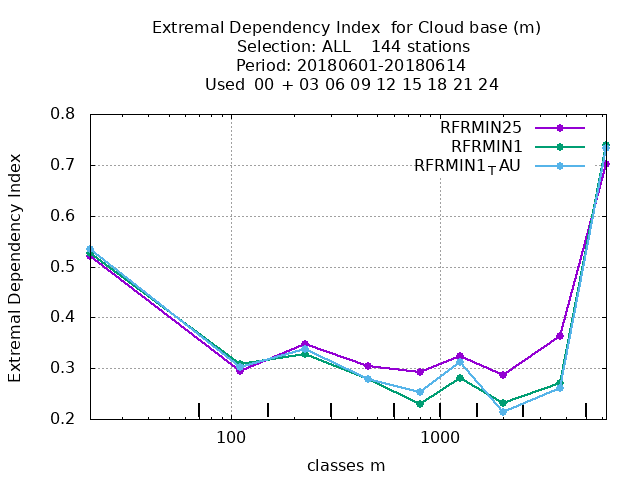 Extremal Dependency Index  for Cloud base (m)
Selection: ALL    144 stations
Period: 20180601-20180614
Used  00 + 03 06 09 12 15 18 21 24
RFRMIN25
RFRMIN1
RFRMIN1TAU
Extremal Dependency Index
0.8
0.7
0.6
0.5
0.4
0.3
0.2
100
1000
classes m